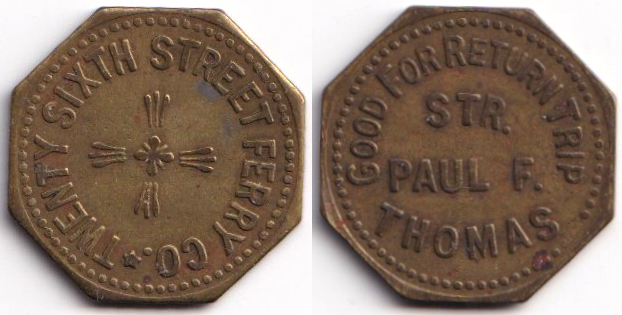 TWENTY SIXTH STREET FERRY CO.
GOOD FOR RETURN TRIP
STR.
PAUL F.
THOMAS